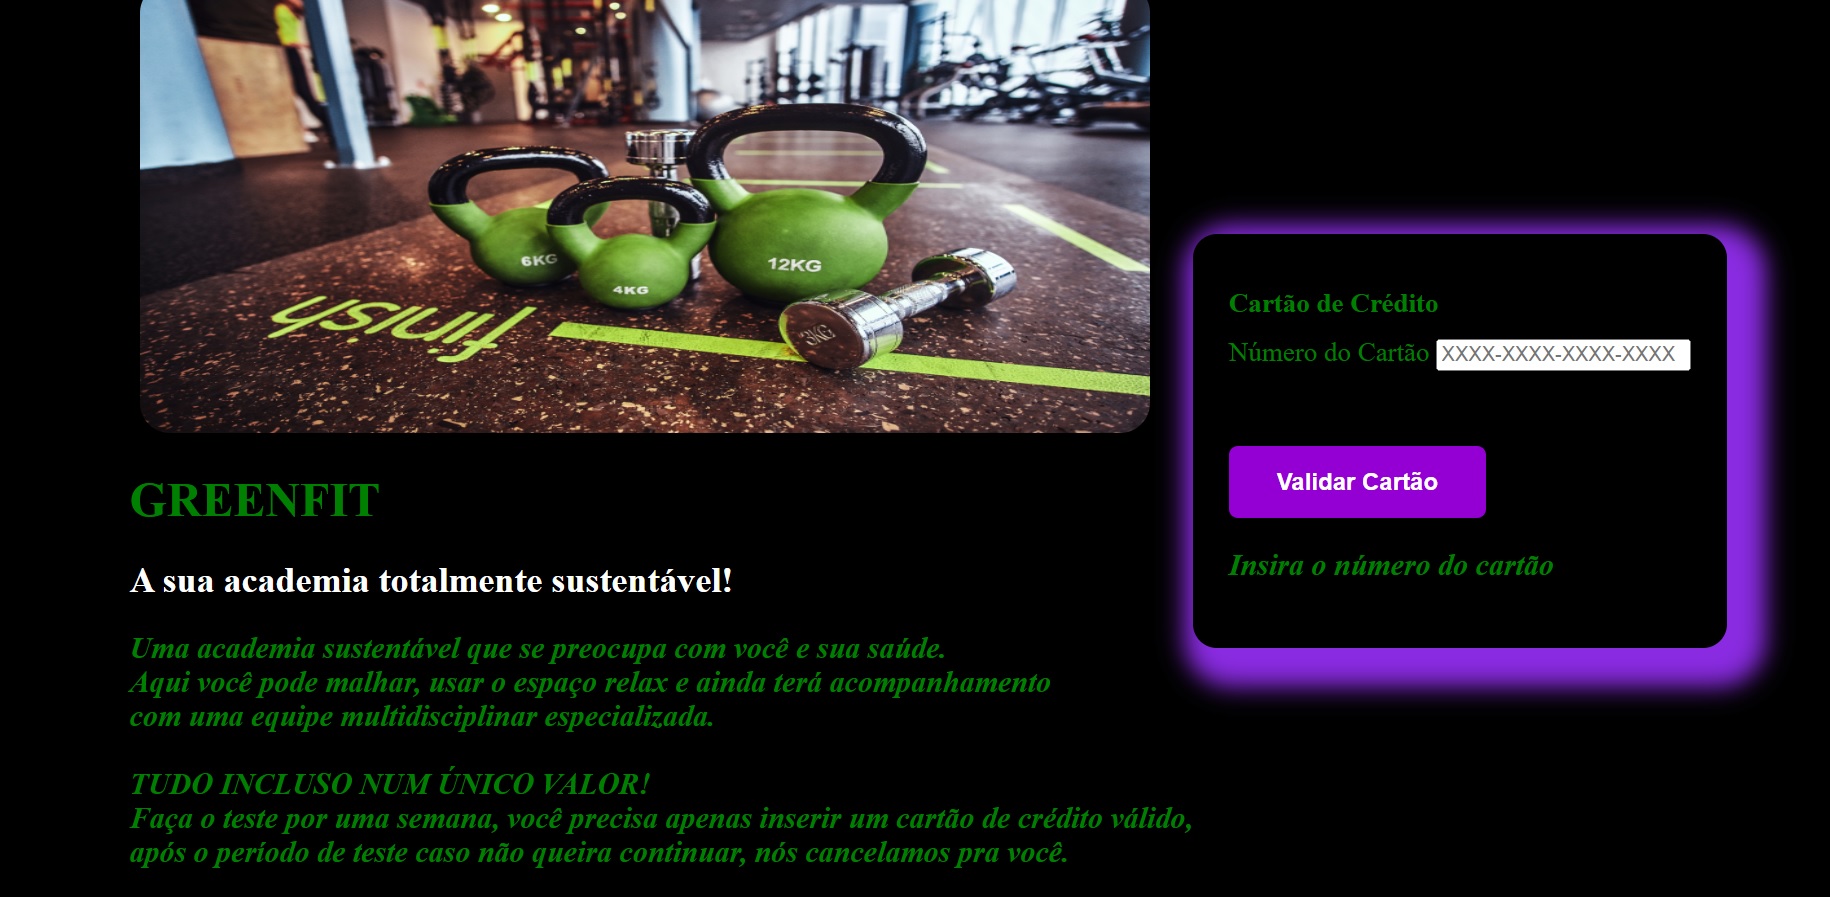 6KG
4KG
12KG
3KG
finish
GREENFIT
A sua academia totalmente sustentável!
Uma academia sustentável que se preocupa com você e sua saúde.
Aqui você pode malhar, usar o espaço relax e ainda terá acompanhamento
com uma equipe multidisciplinar especializada.
TUDO INCLUSO NUM ÚNICO VALOR!
Faça o teste por uma semana, você precisa apenas inserir um cartão de crédito válido,
após o período de teste caso não queira continuar, nós cancelamos pra você.
Cartão de Crédito
Número do Cartão XXXX-XXXX-XXXX-XXXX
Validar Cartão
Insira o número do cartão